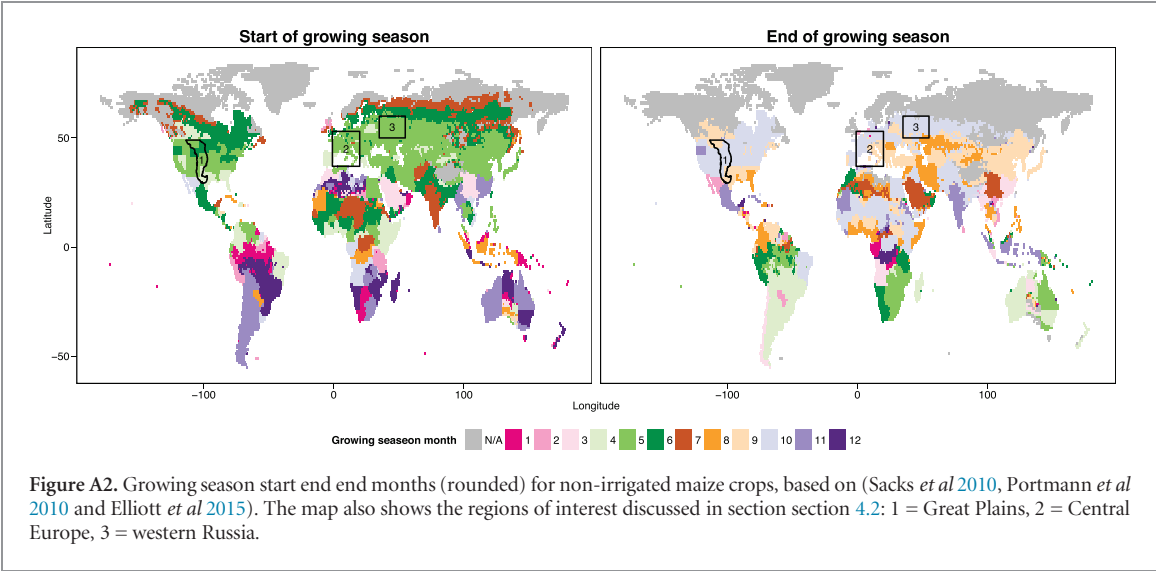 Start of growing season
End of growing season
Latitude
50
0
−50
1
2
3
1
2
3
−100
0
100
−100
0
100
Longitude
Growing seaseon month N/A 1 2 3 4 5 6 7 8 9 10 11 12
Figure A2. Growing season start end end months (rounded) for non-irrigated maize crops, based on (Sacks et al 2010, Portmann et al
2010 and Elliott et al 2015). The map also shows the regions of interest discussed in section section 4.2: 1 = Great Plains, 2 = Central
Europe, 3 = western Russia.